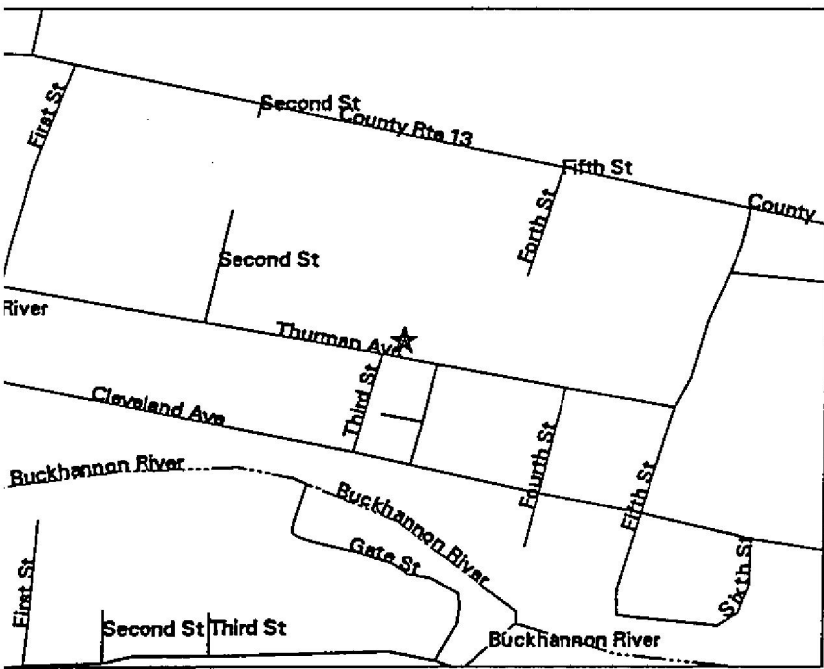 First St
Second St
County Rte 13
Fifth St
Forth St
County
Second St
River
Thurman Ave
Third St
Cleveland Ave
Fourth St
Fifth St
Buckhannon River
Buckhannon River
Gate St
Sixth St
First St
Second St
Third St
Buckhannon River